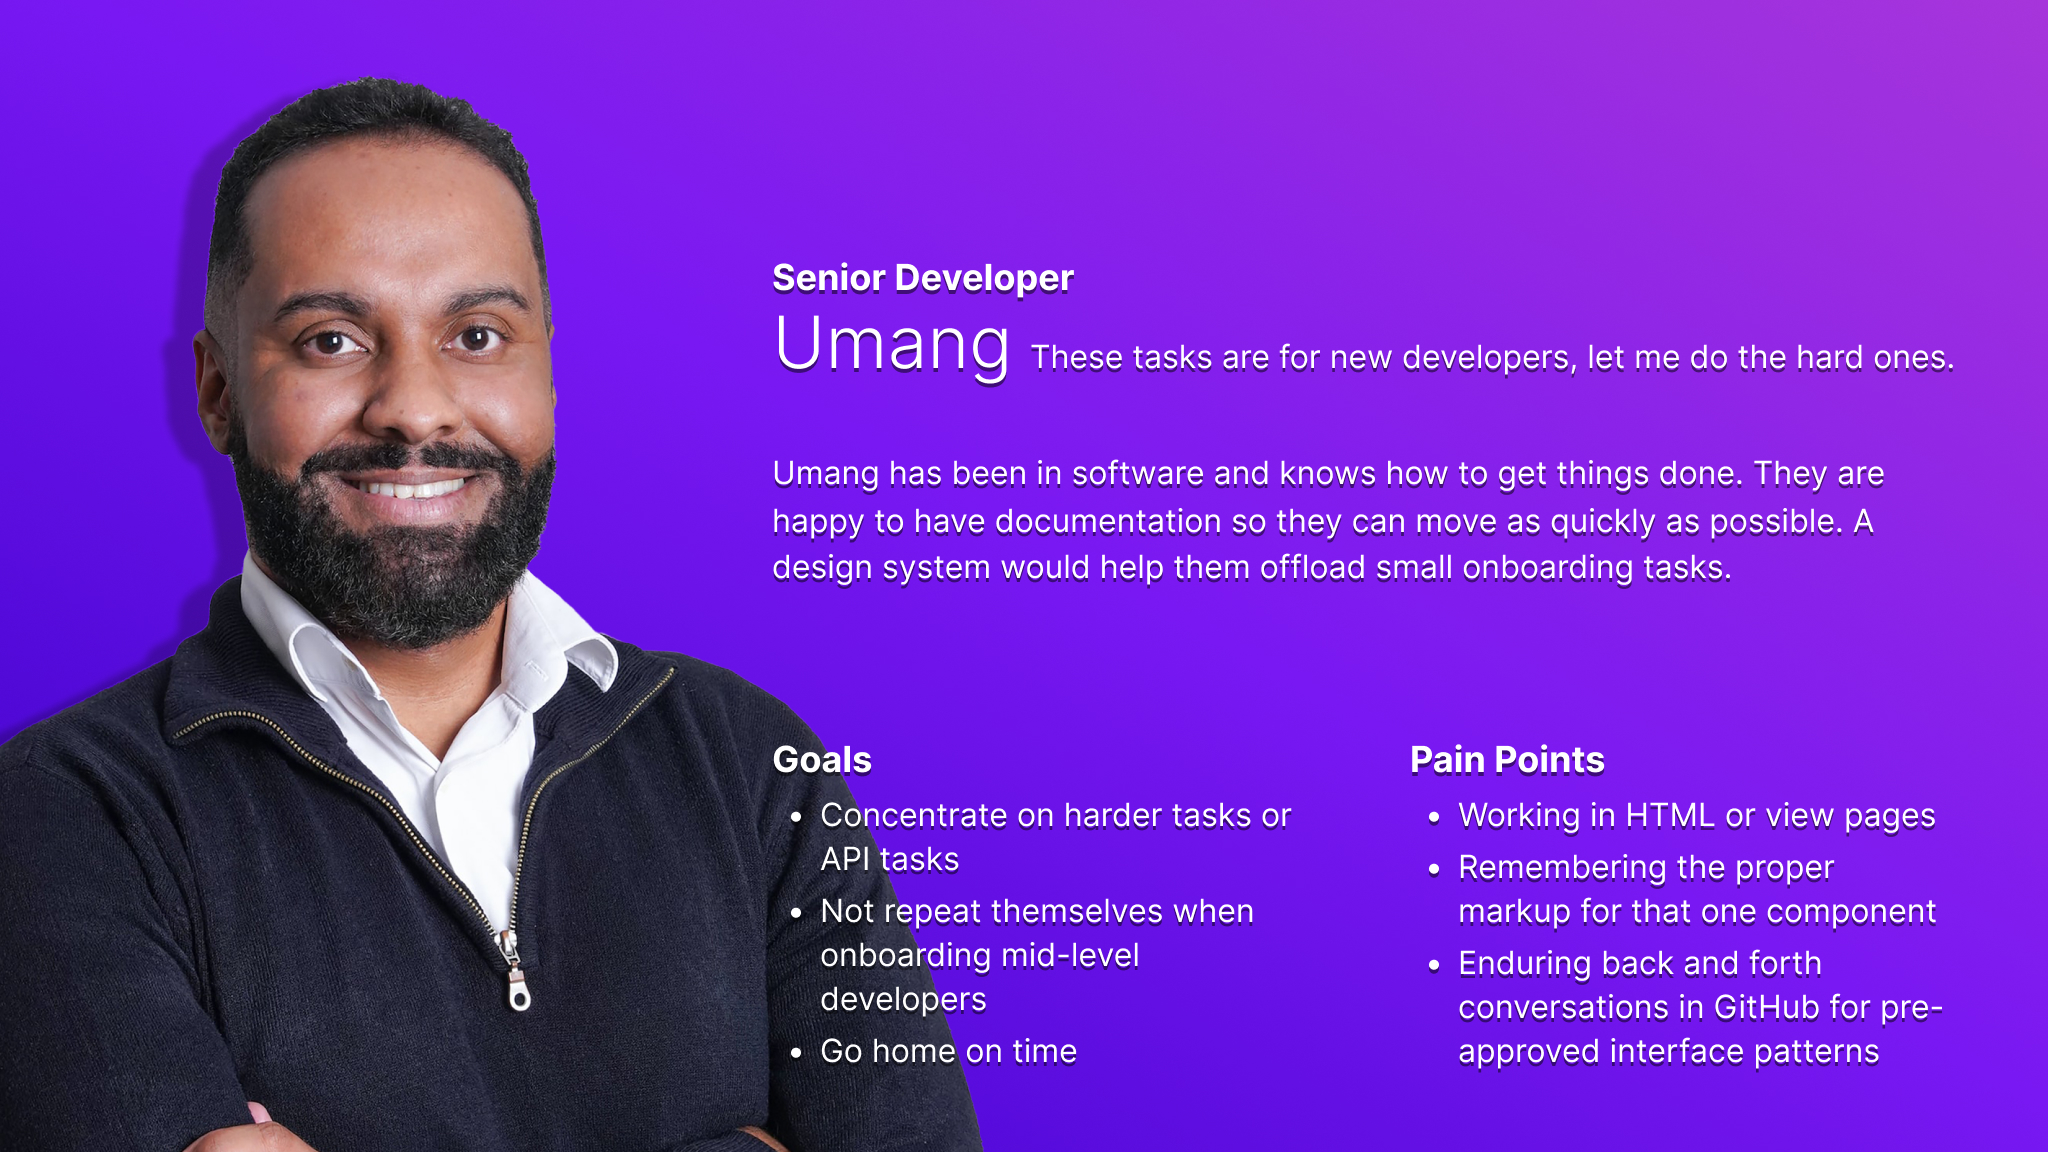 Senior Developer
Umang These tasks are for new developers, let me do the hard ones.
Umang has been in software and knows how to get things done. They are
happy to have documentation so they can move as quickly as possible. A
design system would help them offload small onboarding tasks.
Goals
• Concentrate on harder tasks or
API tasks
• Not repeat themselves when
onboarding mid-level
developers
• Go home on time
Pain Points
• Working in HTML or view pages
• Remembering the proper
markup for that one component
• Enduring back and forth
conversations in GitHub for pre-
approved interface patterns